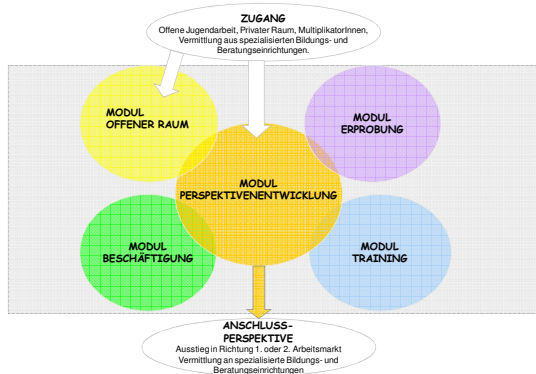 ZUGANG
Offene Jugendarbeit, Privater Raum, MultiplikatorInnen,
Vermittlung aus spezialisierten Bildungs- und
Beratungseinrichtungen.
MODUL
OFFENER RAUM
MODUL
ERPROBUNG
MODUL
PERSPEKTIVENENTWICKLUNG
MODUL
BESCHÄFTIGUNG
MODUL
TRAINING
ANSCHLUSS-
PERSPEKTIVE
Ausstieg in Richtung 1. oder 2. Arbeitsmarkt
Vermittlung an spezialisierte Bildungs- und
Beratungseinrichtungen